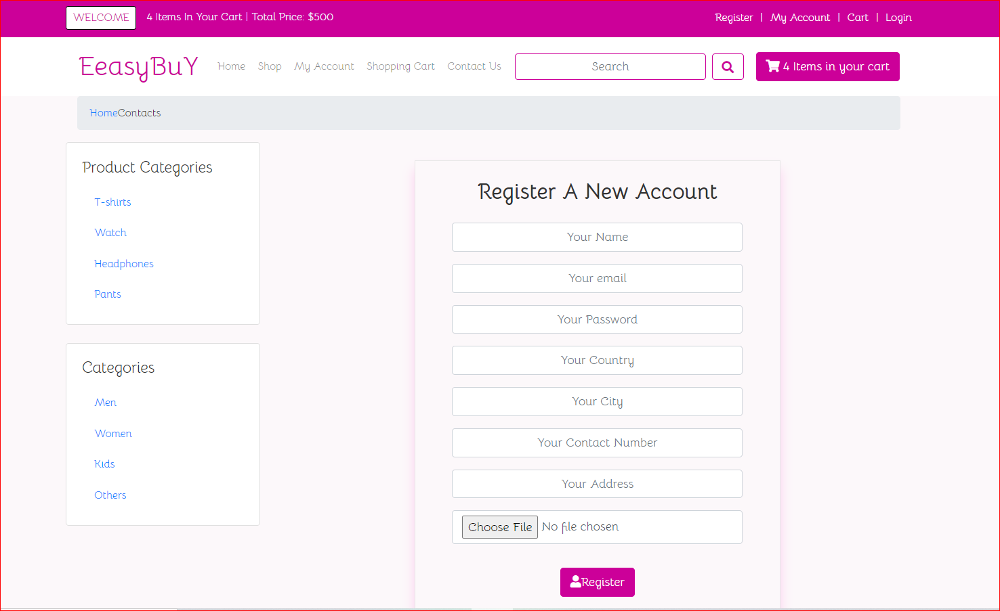 WELCOME 4 Items In Your Cart | Total Price: $500 Register | My Account | Cart | Login
EeasyBuY Home Shop My Account Shopping Cart Contact Us Search 4 Items in your cart
HomeContacts
Product Categories
T-shirts
Watch
Headphones
Pants
Categories
Men
Women
Kids
Others
Register A New Account
Your Name
Your email
Your Password
Your Country
Your City
Your Contact Number
Your Address
Choose File No file chosen
Register